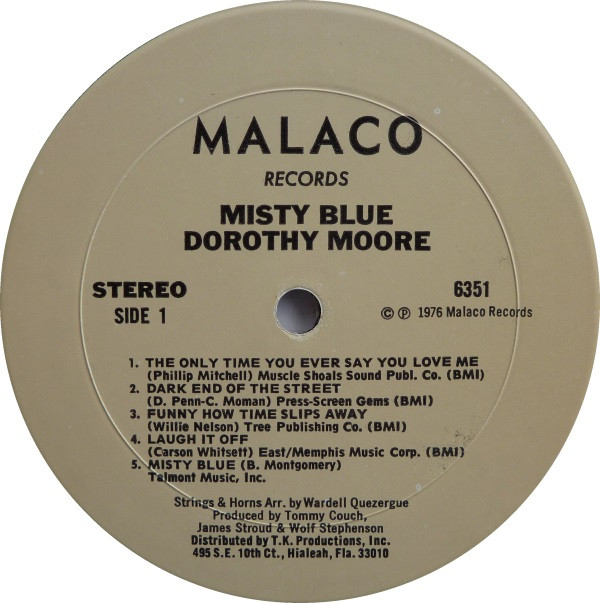 MALACO
RECORDS
MISTY BLUE
DOROTHY MOORE
STEREO
6351
SIDE 1
© ℗ 1976 Malaco Records
1. THE ONLY TIME YOU EVER SAY YOU LOVE ME
(Phillip Mitchell) Muscle Shoals Sound Publ. Co. (BMI)
2. DARK END OF THE STREET
(D. Penn-C. Moman) Press-Screen Gems (BMI)
3. FUNNY HOW TIME SLIPS AWAY
(Willie Nelson) Tree Publishing Co. (BMI)
4. LAUGH IT OFF
(Carson Whitsett) East/Memphis Music Corp. (BMI)
5. MISTY BLUE (B. Montgomery)
Talmont Music, Inc.
Strings & Horns Arr. by Wardell Quezergue
Produced by Tommy Couch,
James Stroud & Wolf Stephenson
Distributed by T.K. Productions, Inc.
495 S.E. 10th Ct., Hialeah, Fla. 33010